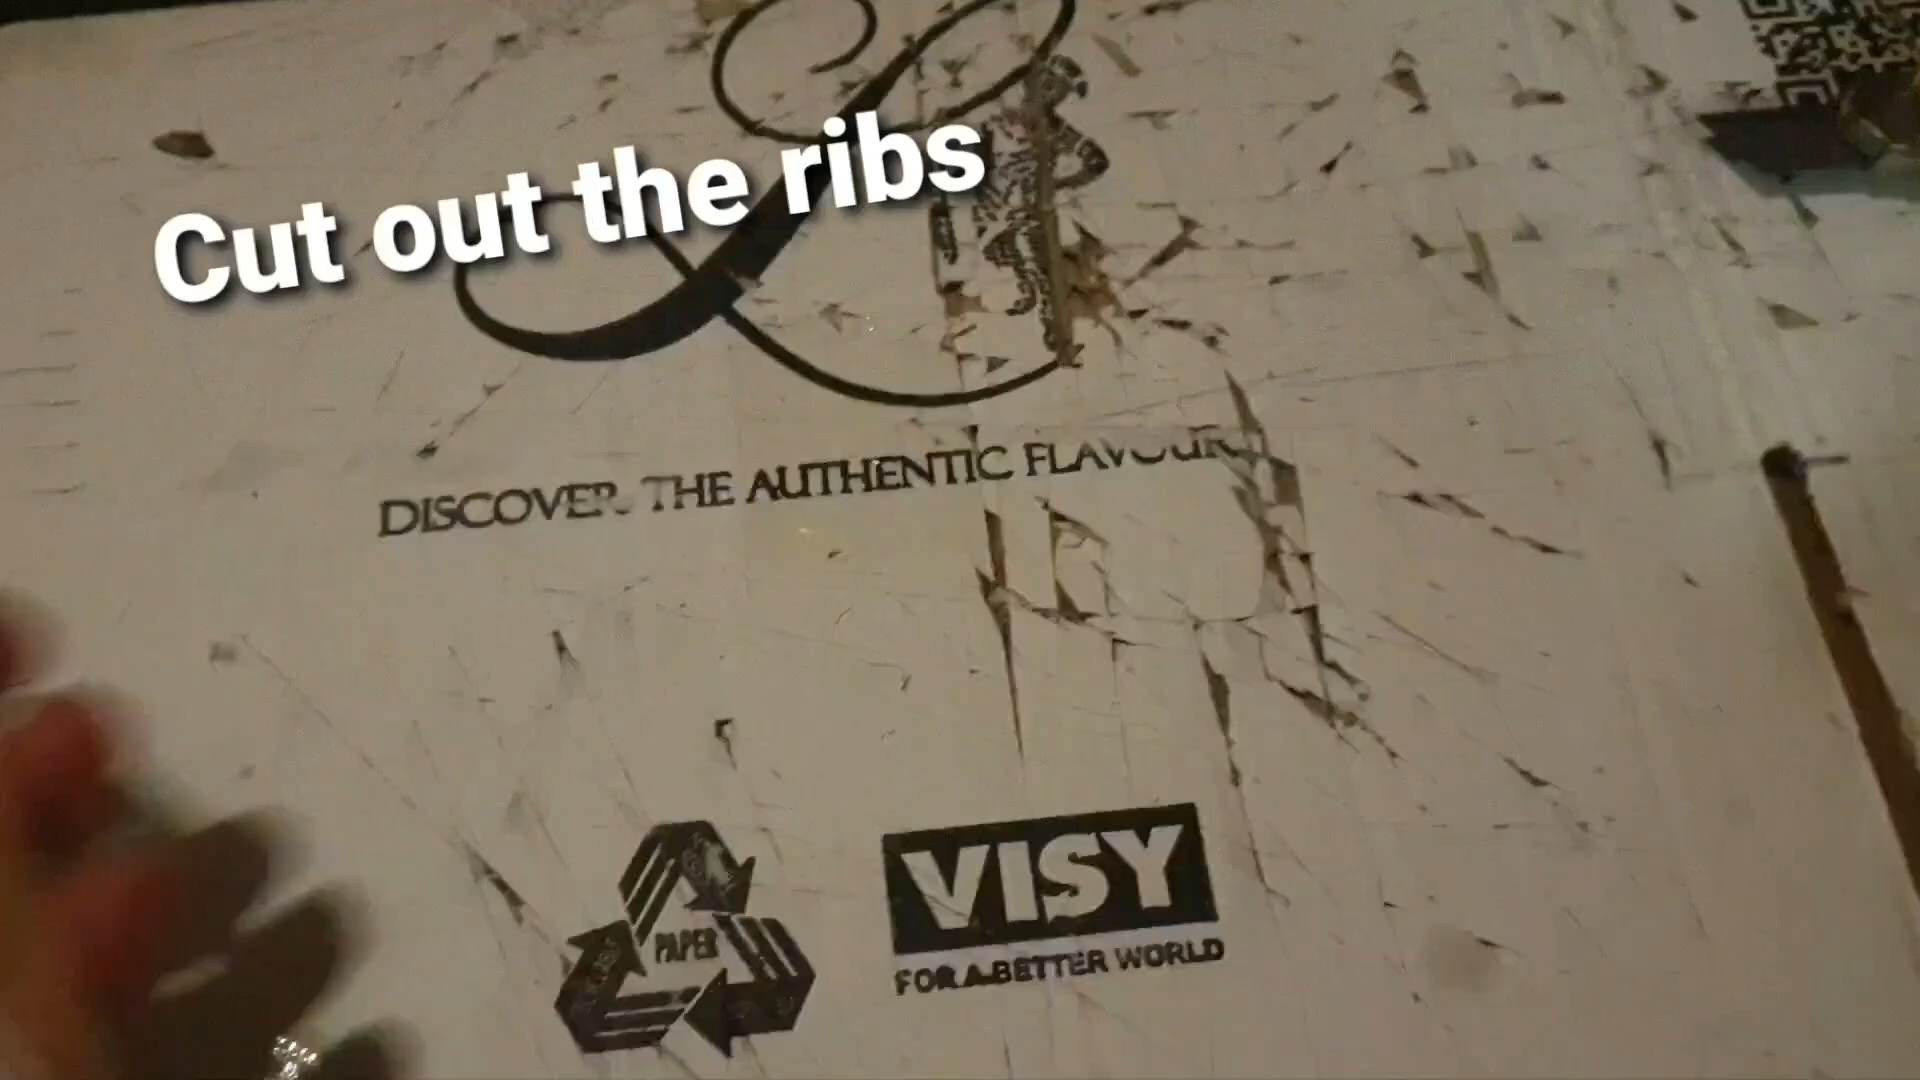 Cut out the ribs
L
DISCOVER THE AUTHENTIC FLAVOUR
PAPER
VISY
FOR A BETTER WORLD